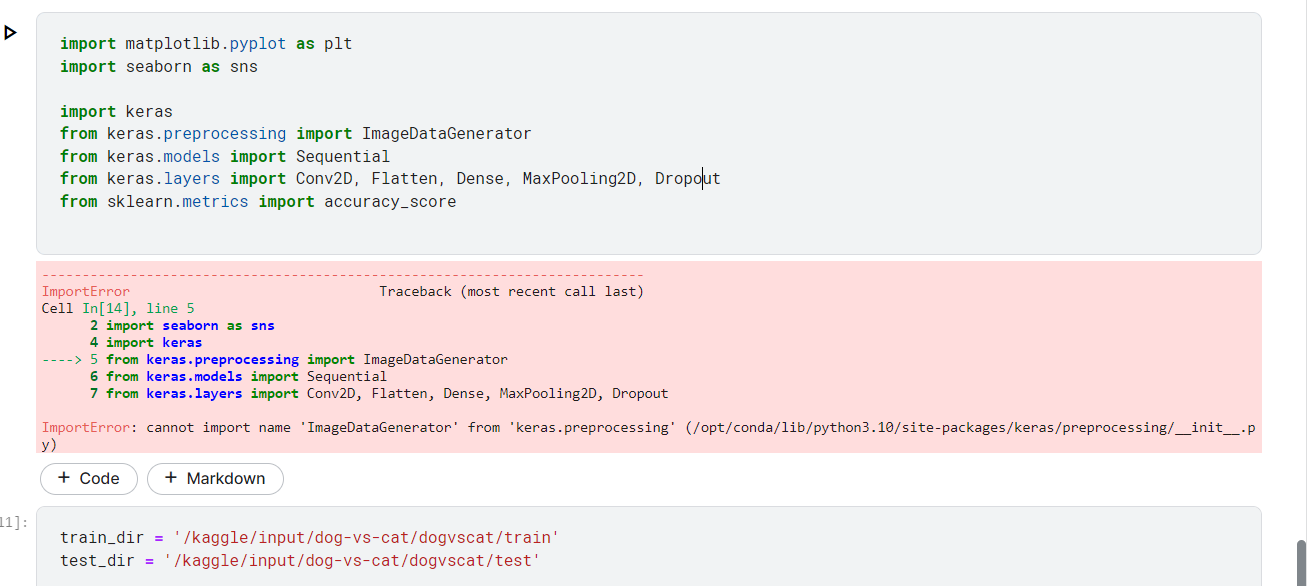 import matplotlib.pyplot as plt
import seaborn as sns
import keras
from keras.preprocessing import ImageDataGenerator
from keras.models import Sequential
from keras.layers import Conv2D, Flatten, Dense, MaxPooling2D, Dropout
from sklearn.metrics import accuracy_score
---------------------------------------------------------------------------
ImportError                               Traceback (most recent call last)
Cell In[14], line 5
      2 import seaborn as sns
      4 import keras
----> 5 from keras.preprocessing import ImageDataGenerator
      6 from keras.models import Sequential
      7 from keras.layers import Conv2D, Flatten, Dense, MaxPooling2D, Dropout
ImportError: cannot import name 'ImageDataGenerator' from 'keras.preprocessing' (/opt/conda/lib/python3.10/site-packages/keras/preprocessing/__init__.p
y)
+ Code + Markdown
11]:
train_dir = '/kaggle/input/dog-vs-cat/dogvscat/train'
test_dir = '/kaggle/input/dog-vs-cat/dogvscat/test'